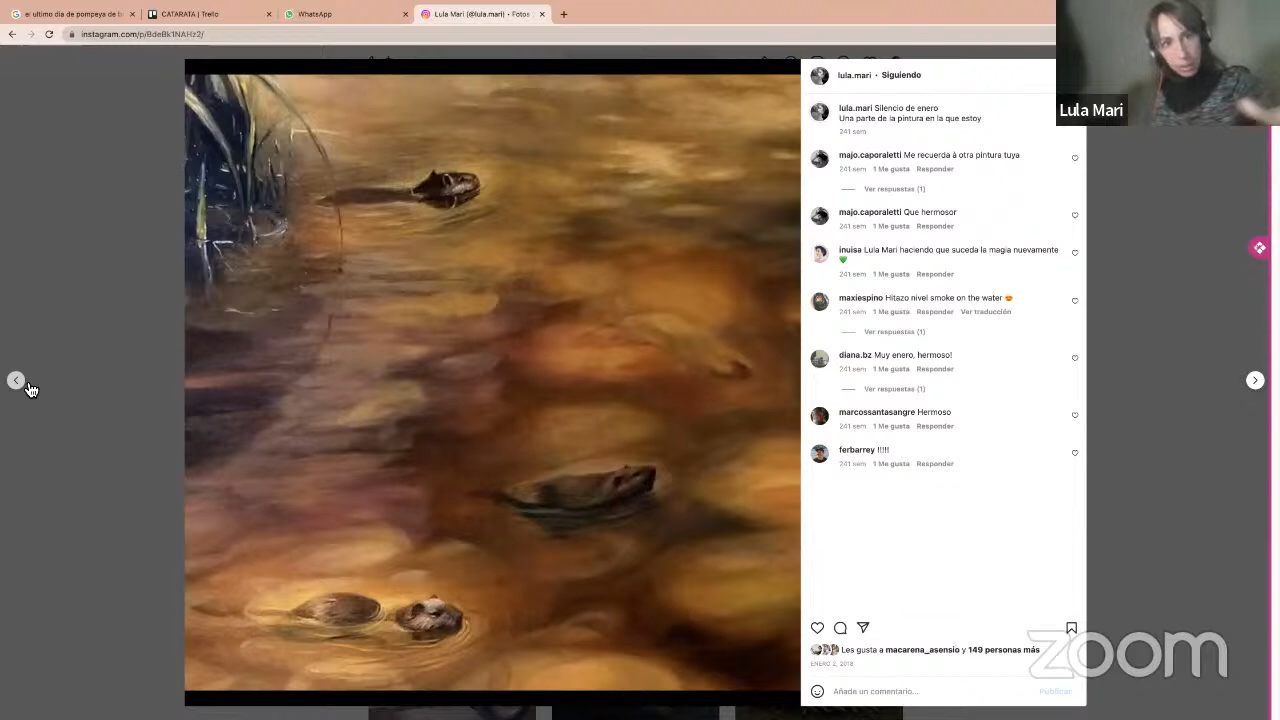 el ultimo dia de pompeya de
CATARATA | Trello
WhatsApp
Lula Mari (@lula.mari) • Fotos
instagram.com/p/BdeBk1NAHz2/
Lula Mari
lula.mari • Siguiendo
lula.mari Silencio de enero
Una parte de la pintura en la que estoy
241 sem
majo.caporaletti Me recuerda à otra pintura tuya
241 sem 1 Me gusta Responder
Ver respuestas (1)
majo.caporaletti Que hermosor
241 sem 1 Me gusta Responder
inuisa Lula Mari haciendo que suceda la magia nuevamente
241 sem 1 Me gusta Responder
maxiespino Hitazo nivel smoke on the water 😍
241 sem 1 Me gusta Responder Ver traducción
Ver respuestas (1)
diana.bz Muy enero, hermoso!
241 sem 1 Me gusta Responder
Ver respuestas (1)
marcossantasangre Hermoso
241 sem 1 Me gusta Responder
ferbarrey !!!!!
241 sem 1 Me gusta Responder
Les gusta a macarena_asensio y 149 personas más
ENERO 2, 2018
Añade un comentario...
Publicar
zoom